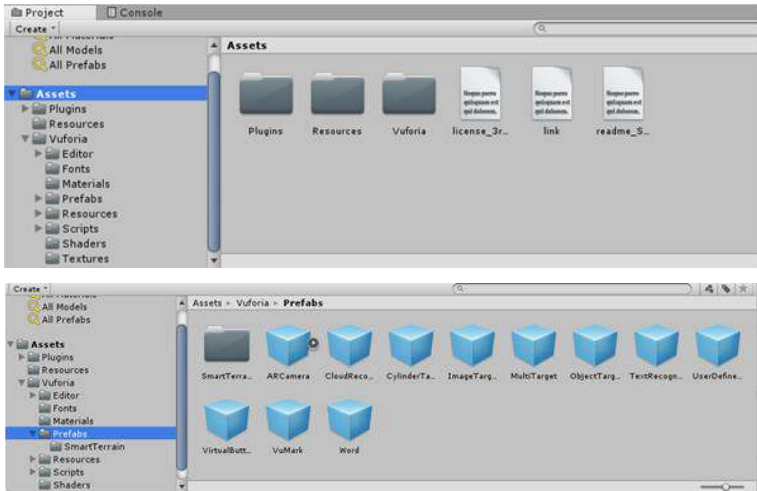 Project Console
Create
All Models
All Prefabs
Assets
Plugins
Resources
Vuforia
Editor
Fonts
Materials
Prefabs
Resources
Scripts
Shaders
Textures
Assets
Plugins Resources Vuforia license_3r... link readme_S...
Create
All Models
All Prefabs
Assets
Plugins
Resources
Vuforia
Editor
Fonts
Materials
Prefabs
SmartTerrain
Resources
Scripts
Shaders
Assets ▸ Vuforia ▸ Prefabs
SmartTerra... ARCamera CloudReco... CylinderTa... ImageTarg... MultiTarget ObjectTarg... TextRecogn... UserDefine...
VirtualButt... VuMark Word